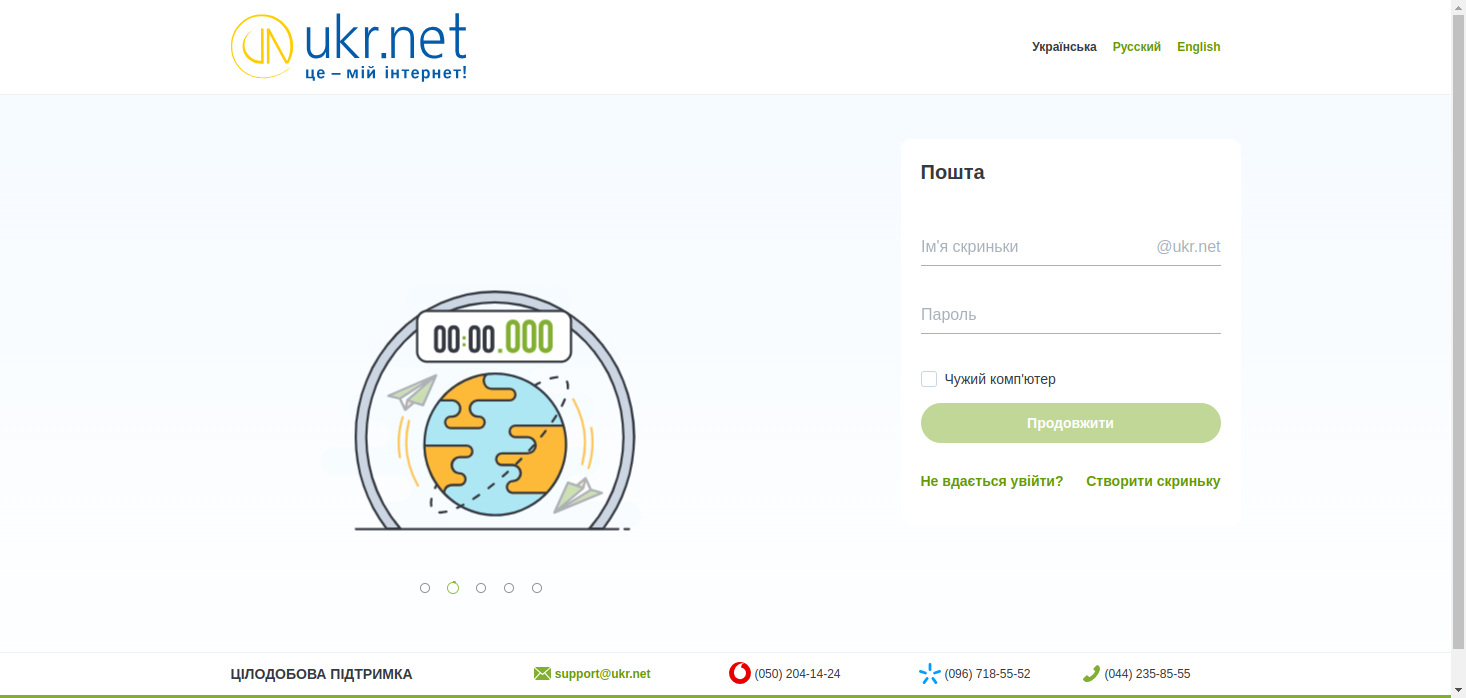 ukr.net
це – мій інтернет!
Українська Русский English
Пошта
Ім'я скриньки @ukr.net
Пароль
00:00.000
Чужий комп'ютер
Продовжити
Не вдається увійти? Створити скриньку
ЦІЛОДОБОВА ПІДТРИМКА support@ukr.net (050) 204-14-24 (096) 718-55-52 (044) 235-85-55